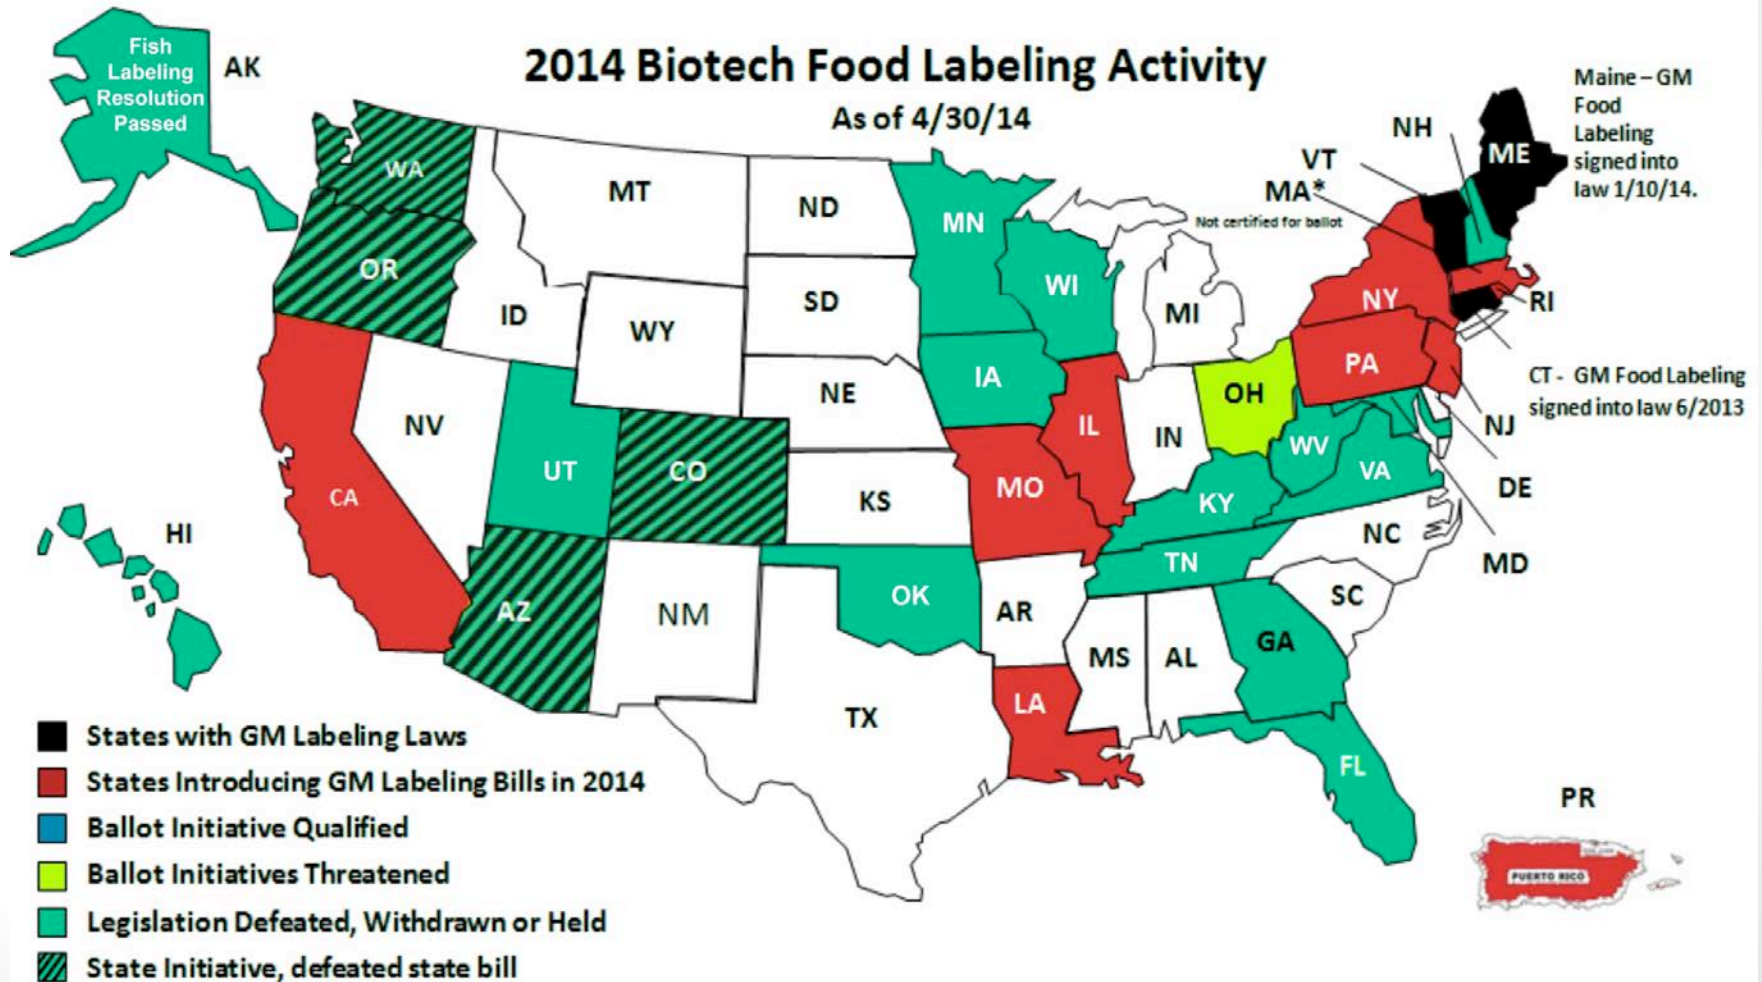 2014 Biotech Food Labeling Activity
As of 4/30/14
Fish
Labeling
Resolution
Passed
AK
Maine – GM
Food
Labeling
signed into
law 1/10/14.
NH
VT
MA*
Not certified for ballot
ME
WA
MT
ND
MN
OR
ID
WY
SD
WI
MI
NY
RI
PA
CT - GM Food Labeling
signed into law 6/2013
NJ
DE
MD
NV
UT
CO
NE
IA
IL
IN
OH
WV
VA
CA
KS
MO
KY
NC
HI
AZ
NM
OK
AR
TN
SC
MS
AL
GA
TX
LA
FL
PR
PUERTO RICO
States with GM Labeling Laws
States Introducing GM Labeling Bills in 2014
Ballot Initiative Qualified
Ballot Initiatives Threatened
Legislation Defeated, Withdrawn or Held
State Initiative, defeated state bill